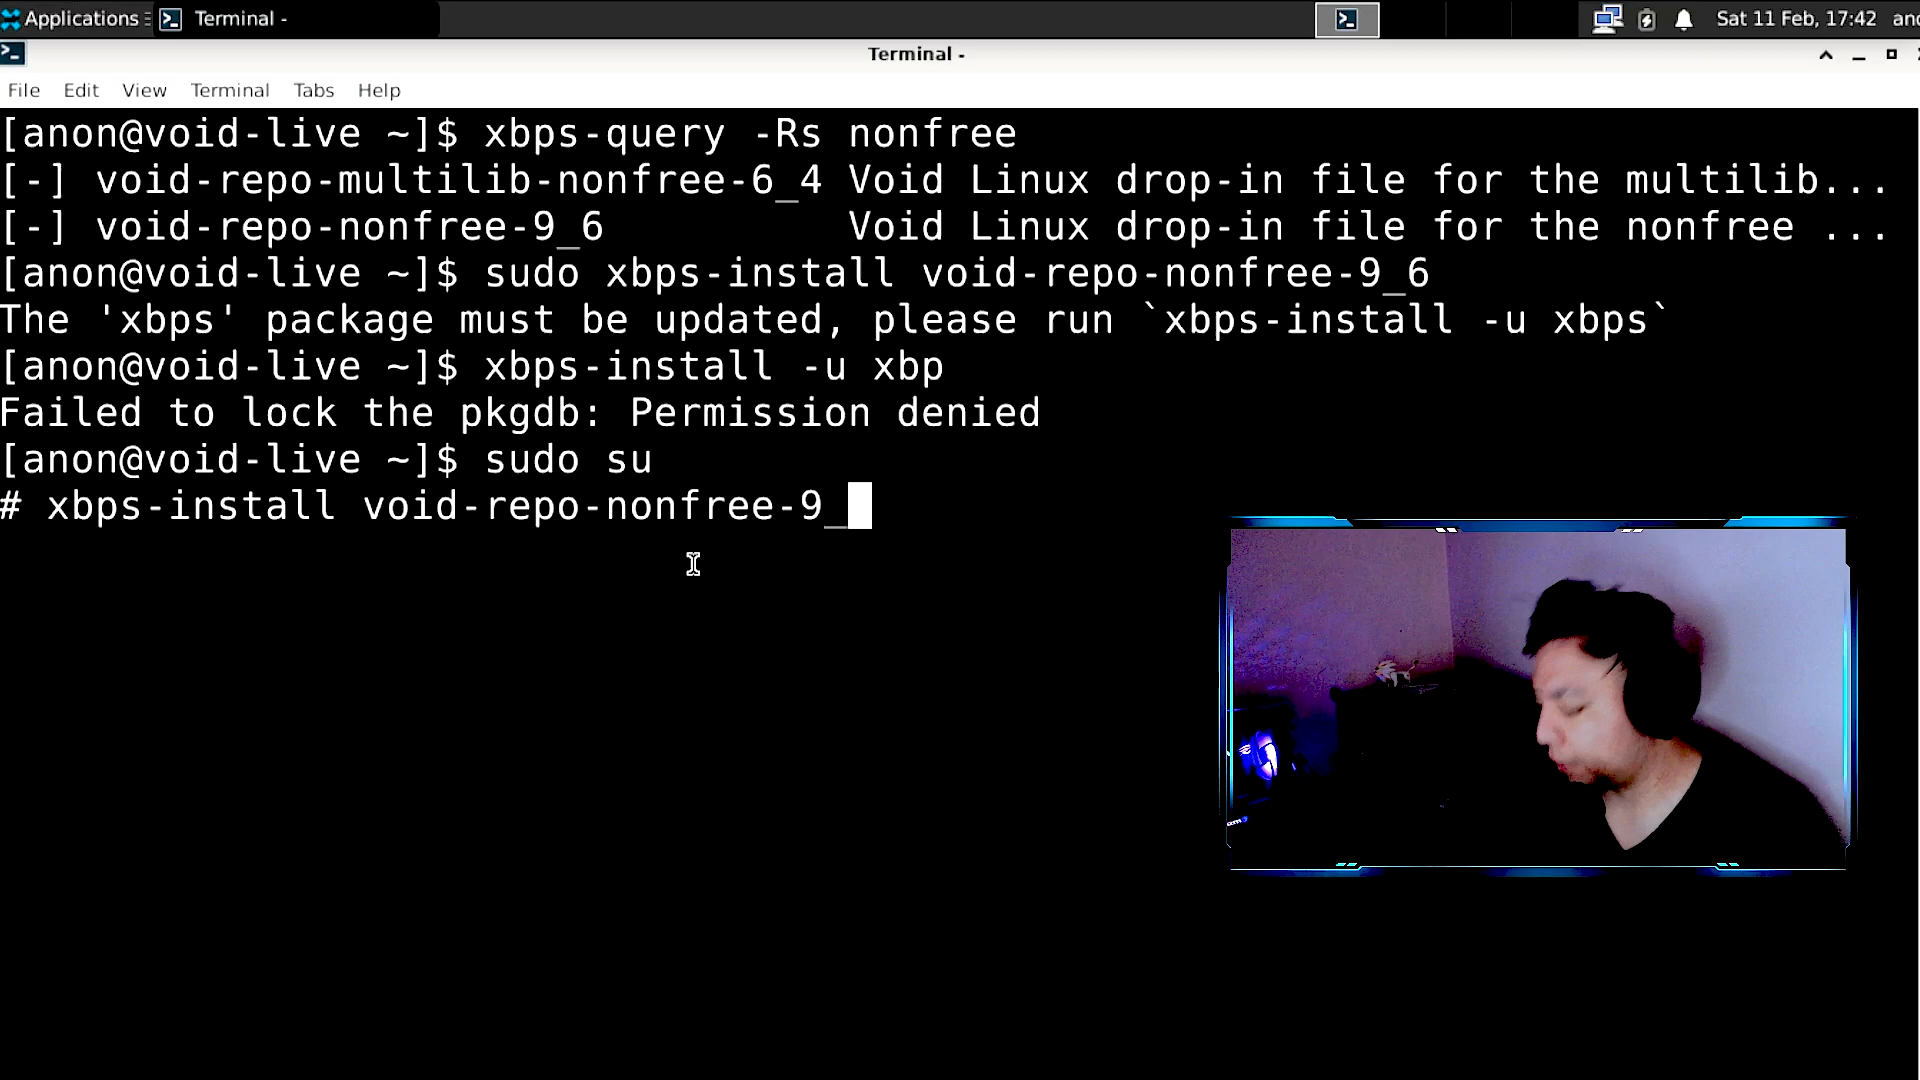 Applications Terminal - Sat 11 Feb, 17:42
Terminal -
File Edit View Terminal Tabs Help
[anon@void-live ~]$ xbps-query -Rs nonfree
[-] void-repo-multilib-nonfree-6_4 Void Linux drop-in file for the multilib...
[-] void-repo-nonfree-9_6 Void Linux drop-in file for the nonfree ...
[anon@void-live ~]$ sudo xbps-install void-repo-nonfree-9_6
The 'xbps' package must be updated, please run `xbps-install -u xbps`
[anon@void-live ~]$ xbps-install -u xbp
Failed to lock the pkgdb: Permission denied
[anon@void-live ~]$ sudo su
# xbps-install void-repo-nonfree-9_